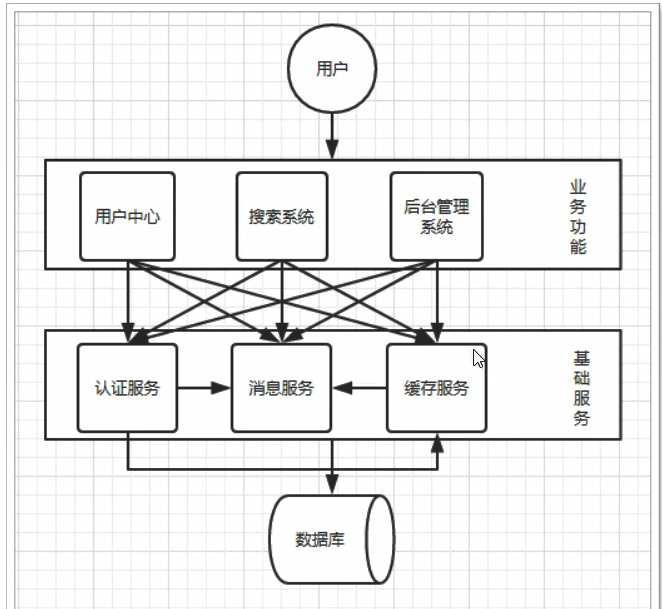 用户
用户中心
搜索系统
后台管理
系统
业务功能
认证服务
消息服务
缓存服务
基础服务
数据库